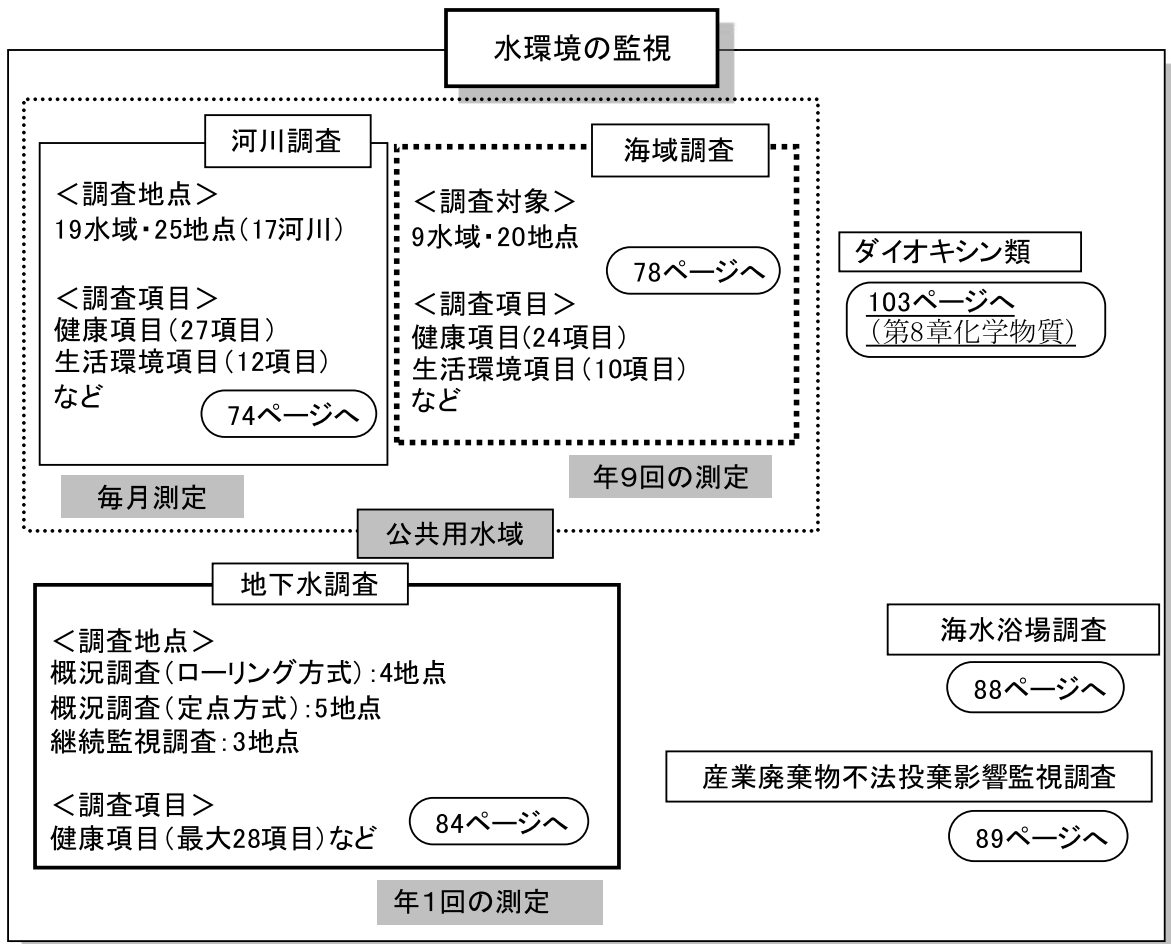 水環境の監視
河川調査
＜調査地点＞
19水域・25地点（17河川）
＜調査項目＞
健康項目（27項目）
生活環境項目（12項目）
など
74ページへ
毎月測定
海域調査
＜調査対象＞
9水域・20地点
78ページへ
＜調査項目＞
健康項目（24項目）
生活環境項目（10項目）
など
年９回の測定
公共用水域
ダイオキシン類
103ページへ
（第8章化学物質）
地下水調査
＜調査地点＞
概況調査（ローリング方式）：4地点
概況調査（定点方式）：5地点
継続監視調査：3地点
＜調査項目＞
健康項目（最大28項目）など
84ページへ
年１回の測定
海水浴場調査
88ページへ
産業廃棄物不法投棄影響監視調査
89ページへ